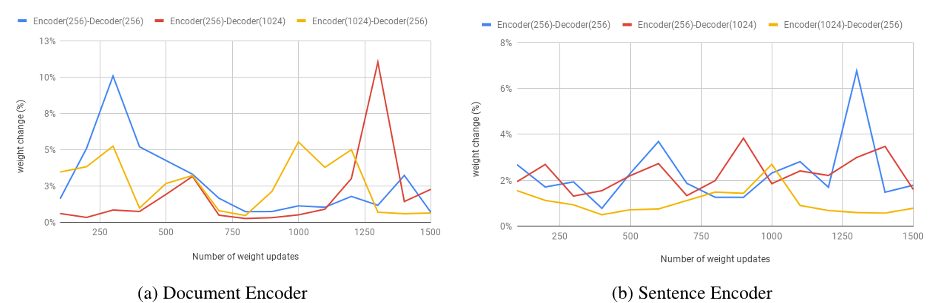 Encoder(256)-Decoder(256) Encoder(256)-Decoder(1024) Encoder(1024)-Decoder(256)
13%
10%
8%
5%
3%
0%
weight change (%)
250 500 750 1000 1250 1500
Number of weight updates
(a) Document Encoder
Encoder(256)-Decoder(256) Encoder(256)-Decoder(1024) Encoder(1024)-Decoder(256)
8%
6%
4%
2%
0%
weight change (%)
250 500 750 1000 1250 1500
Number of weight updates
(b) Sentence Encoder